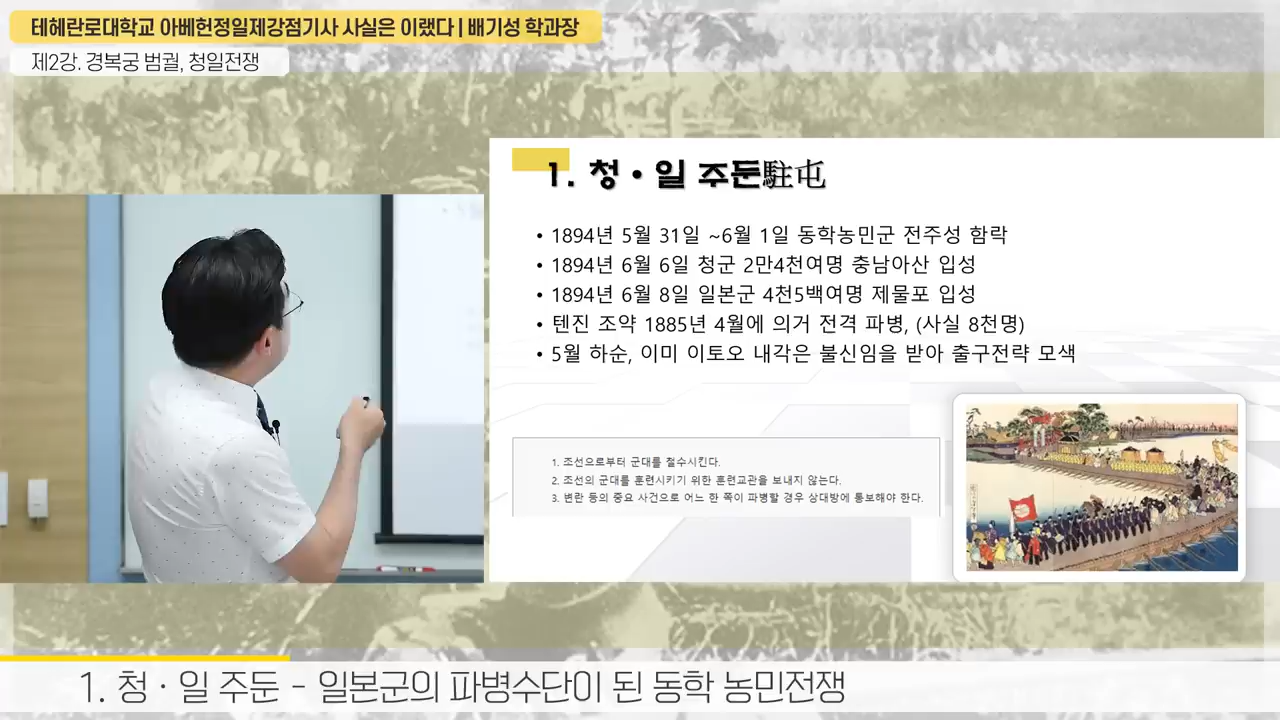 테헤란로대학교 아베헌정일제강점기사 사실은 이랬다 | 배기성 학과장
제2강. 경복궁 범궐, 청일전쟁
1. 청·일 주둔駐屯
• 1894년 5월 31일 ~6월 1일 동학농민군 전주성 함락
• 1894년 6월 6일 청군 2만4천여명 충남아산 입성
• 1894년 6월 8일 일본군 4천5백여명 제물포 입성
• 텐진 조약 1885년 4월에 의거 전격 파병, (사실 8천명)
• 5월 하순, 이미 이토오 내각은 불신임을 받아 출구전략 모색
1. 조선으로부터 군대를 철수시킨다.
2. 조선의 군대를 훈련시키기 위한 훈련교관을 보내지 않는다.
3. 변란 등의 중요 사건으로 어느 한 쪽이 파병할 경우 상대방에 통보해야 한다.
1. 청·일 주둔 - 일본군의 파병수단이 된 동학 농민전쟁